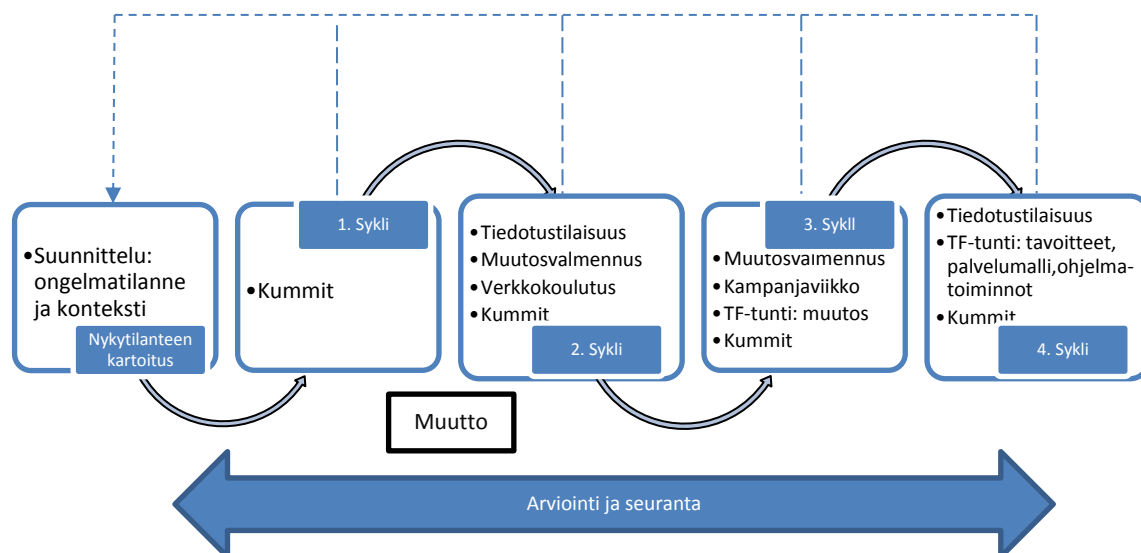 •Suunnittelu:
ongelmatilanne
ja konteksti
Nykytilanteen
kartoitus
1. Sykli
•Kummit
•Tiedotustilaisuus
•Muutosvalmennus
•Verkkokoulutus
•Kummit
2. Sykli
3. Sykll
•Muutosvalmennus
•Kampanjaviikko
•TF-tunti: muutos
•Kummit
•Tiedotustilaisuus
•TF-tunti: tavoitteet,
palvelumalli,ohjelma-
toiminnot
•Kummit
4. Sykli
Muutto
Arviointi ja seuranta